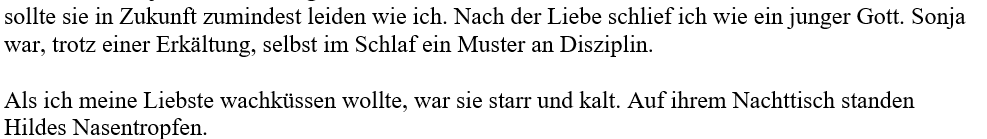 sollte sie in Zukunft zumindest leiden wie ich. Nach der Liebe schlief ich wie ein junger Gott. Sonja
war, trotz einer Erkältung, selbst im Schlaf ein Muster an Disziplin.
Als ich meine Liebste wachküssen wollte, war sie starr und kalt. Auf ihrem Nachttisch standen
Hildes Nasentropfen.